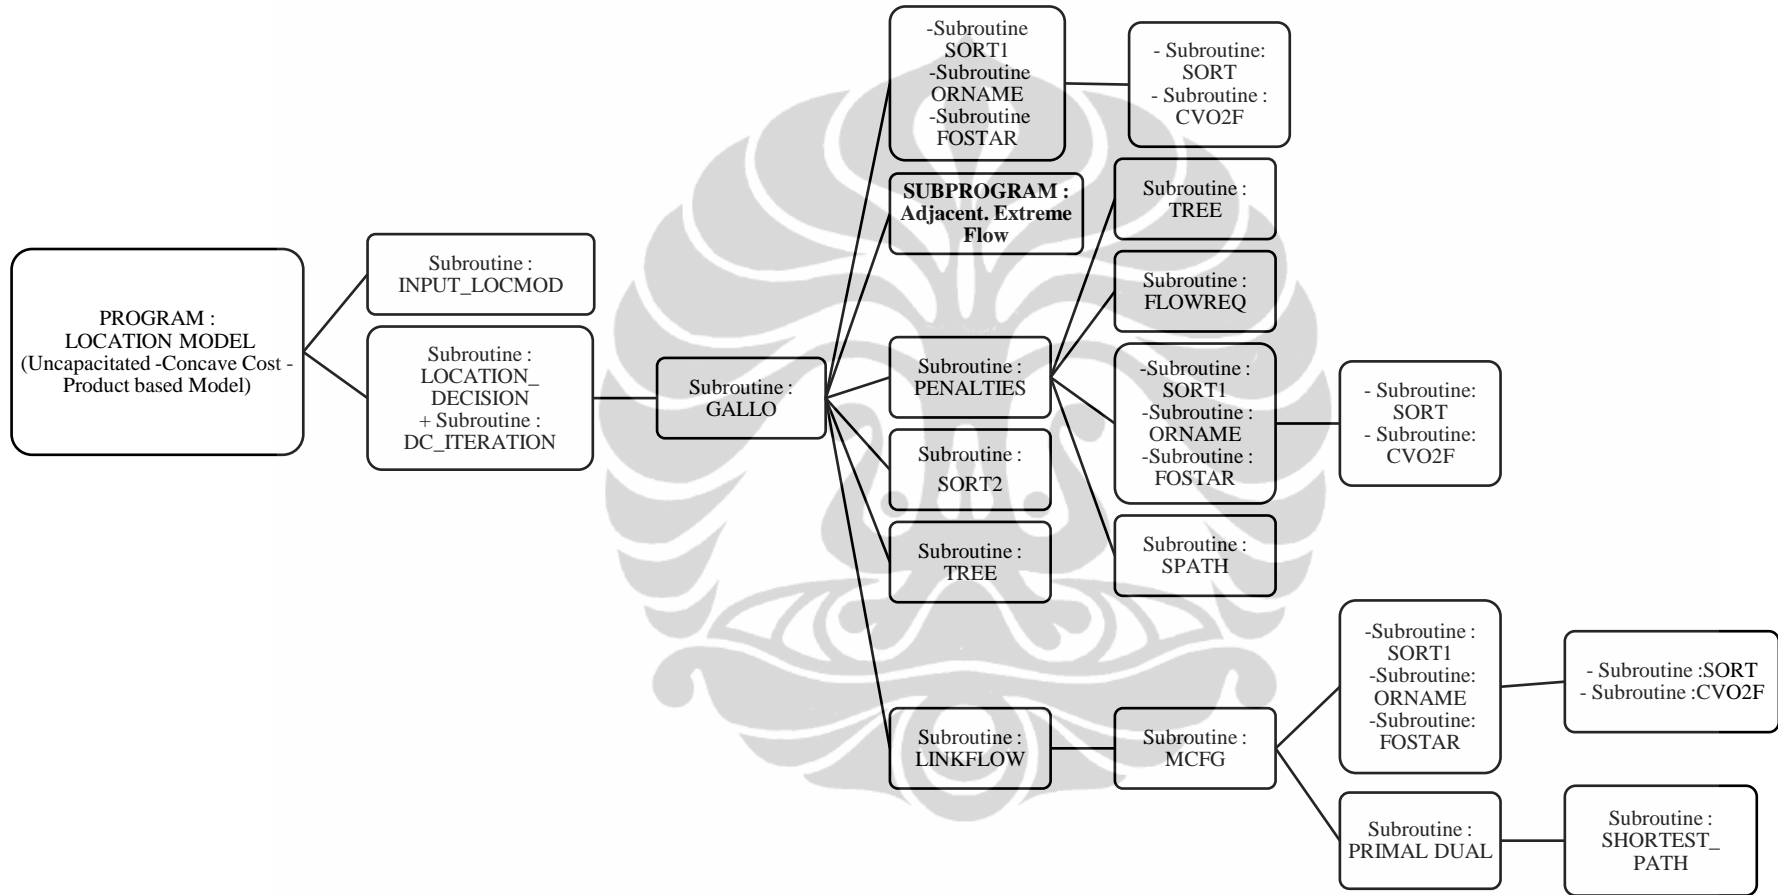 PROGRAM :
LOCATION MODEL
(Uncapacitated -Concave Cost -
Product based Model)
Subroutine :
INPUT_LOCMOD
Subroutine :
LOCATION_
DECISION
+ Subroutine :
DC_ITERATION
Subroutine :
GALLO
-Subroutine
SORT1
-Subroutine
ORNAME
-Subroutine
FOSTAR
- Subroutine:
SORT
- Subroutine :
CVO2F
SUBPROGRAM :
Adjacent. Extreme
Flow
Subroutine :
PENALTIES
Subroutine :
TREE
Subroutine :
FLOWREQ
-Subroutine :
SORT1
-Subroutine :
ORNAME
-Subroutine :
FOSTAR
- Subroutine:
SORT
- Subroutine:
CVO2F
Subroutine :
SPATH
Subroutine :
SORT2
Subroutine :
TREE
Subroutine :
LINKFLOW
Subroutine :
MCFG
-Subroutine :
SORT1
-Subroutine:
ORNAME
-Subroutine:
FOSTAR
- Subroutine :SORT
- Subroutine :CVO2F
Subroutine :
PRIMAL DUAL
Subroutine :
SHORTEST_
PATH